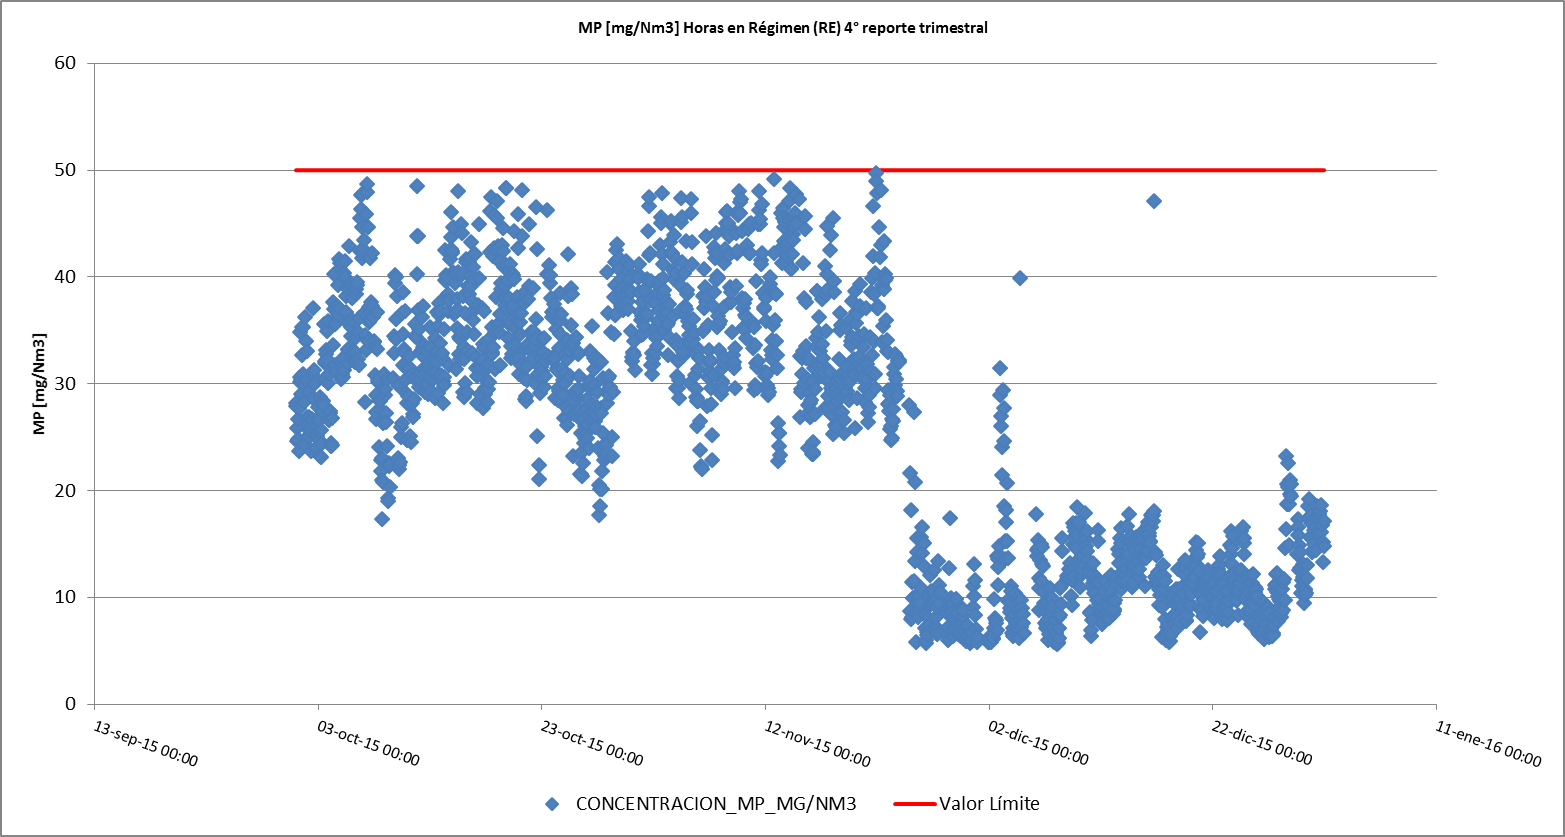 MP [mg/Nm3] Horas en Régimen (RE) 4° reporte trimestral
60
50
40
30
20
10
0
MP [mg/Nm3]
13-sep-15 00:00
03-oct-15 00:00
23-oct-15 00:00
12-nov-15 00:00
02-dic-15 00:00
22-dic-15 00:00
11-ene-16 00:00
CONCENTRACION_MP_MG/NM3
Valor Límite